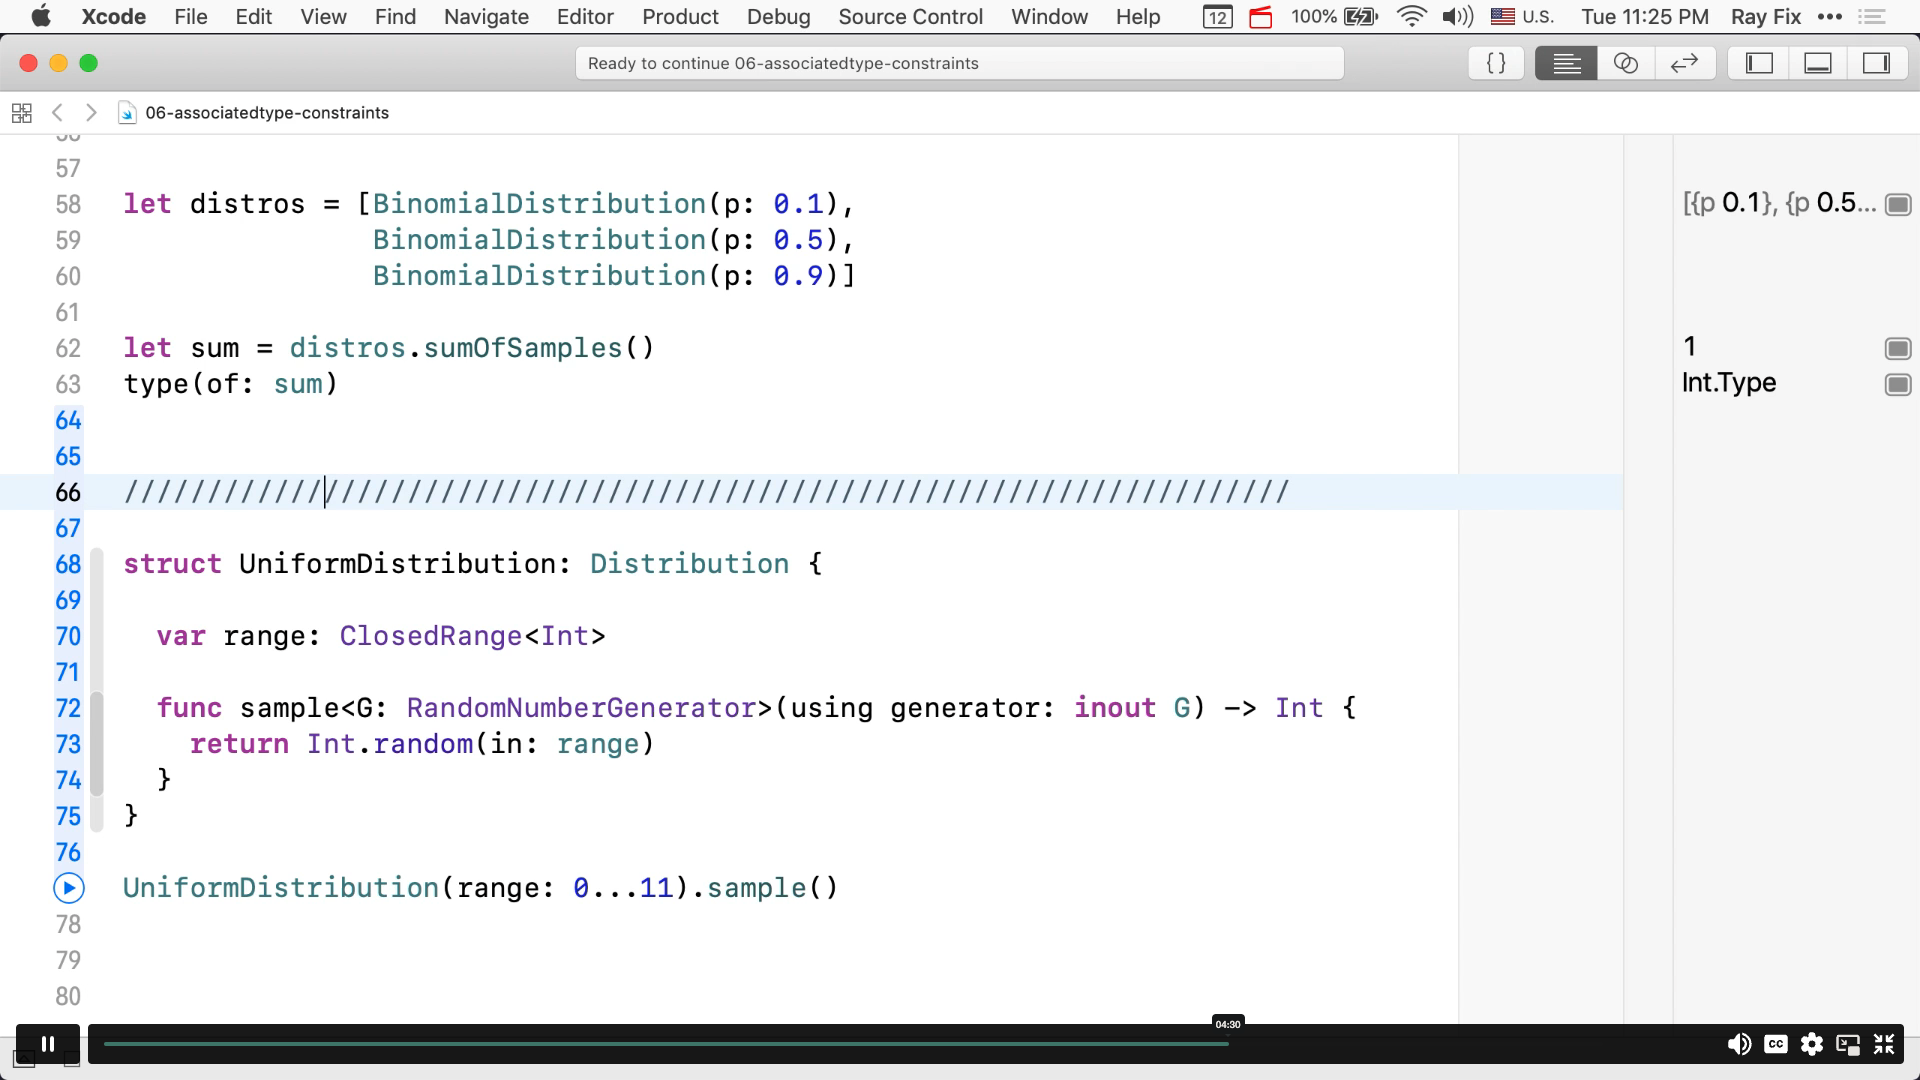 Xcode File Edit View Find Navigate Editor Product Debug Source Control Window Help 12 100% U.S. Tue 11:25 PM Ray Fix
Ready to continue 06-associatedtype-constraints
{}
06-associatedtype-constraints
57
58 let distros = [BinomialDistribution(p: 0.1), [{p 0.1}, {p 0.5...
59 BinomialDistribution(p: 0.5),
60 BinomialDistribution(p: 0.9)]
61
62 let sum = distros.sumOfSamples() 1
63 type(of: sum) Int.Type
64
65
66 //////////////////////////////////////////////////////////////////////
67
68 struct UniformDistribution: Distribution {
69
70 var range: ClosedRange<Int>
71
72 func sample<G: RandomNumberGenerator>(using generator: inout G) -> Int {
73 return Int.random(in: range)
74 }
75 }
76
UniformDistribution(range: 0...11).sample()
78
79
80
04:30
CC